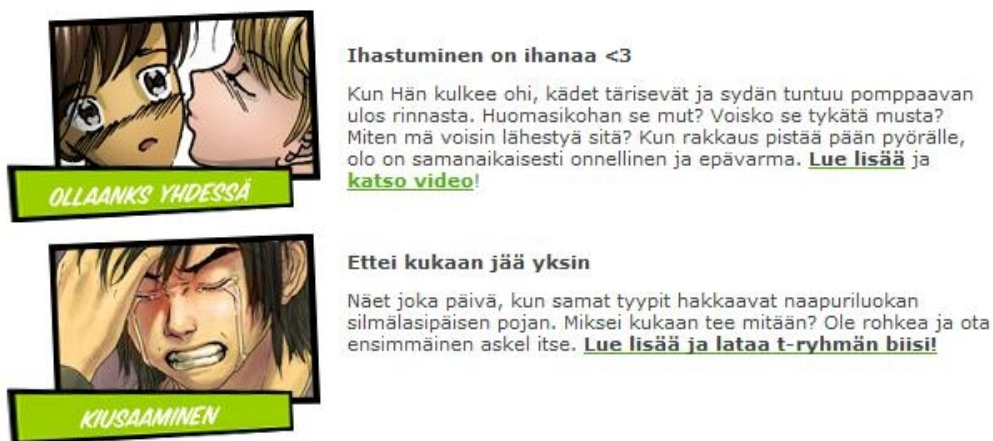 Ihastuminen on ihanaa <3
Kun Hän kulkee ohi, kädet tärisevät ja sydän tuntuu pomppaavan
ulos rinnasta. Huomasikohan se mut? Voisko se tykätä musta?
Miten mä voisin lähestyä sitä? Kun rakkaus pistää pään pyörälle,
olo on samanaikaisesti onnellinen ja epävarma. Lue lisää ja
katso video!
OLLAANKS YHDESSÄ
Ettei kukaan jää yksin
Näet joka päivä, kun samat tyypit hakkaavat naapuriluokan
silmälasipäisen pojan. Miksei kukaan tee mitään? Ole rohkea ja ota
ensimmäinen askel itse. Lue lisää ja lataa t-ryhmän biisi!
KIUSAAMINEN